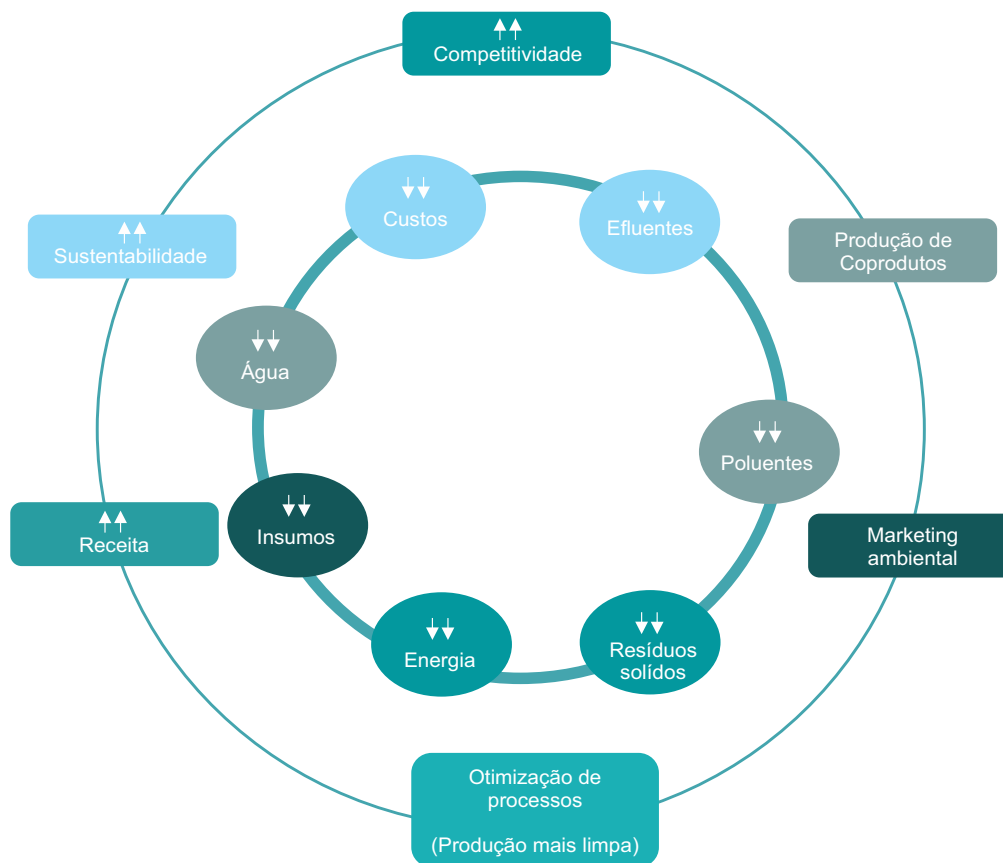 Competitividade
Custos
Efluentes
Sustentabilidade
Produção de
Coprodutos
Água
Poluentes
Insumos
Receita
Marketing
ambiental
Energia
Resíduos
solídos
Otimização de
processos
(Produção mais limpa)